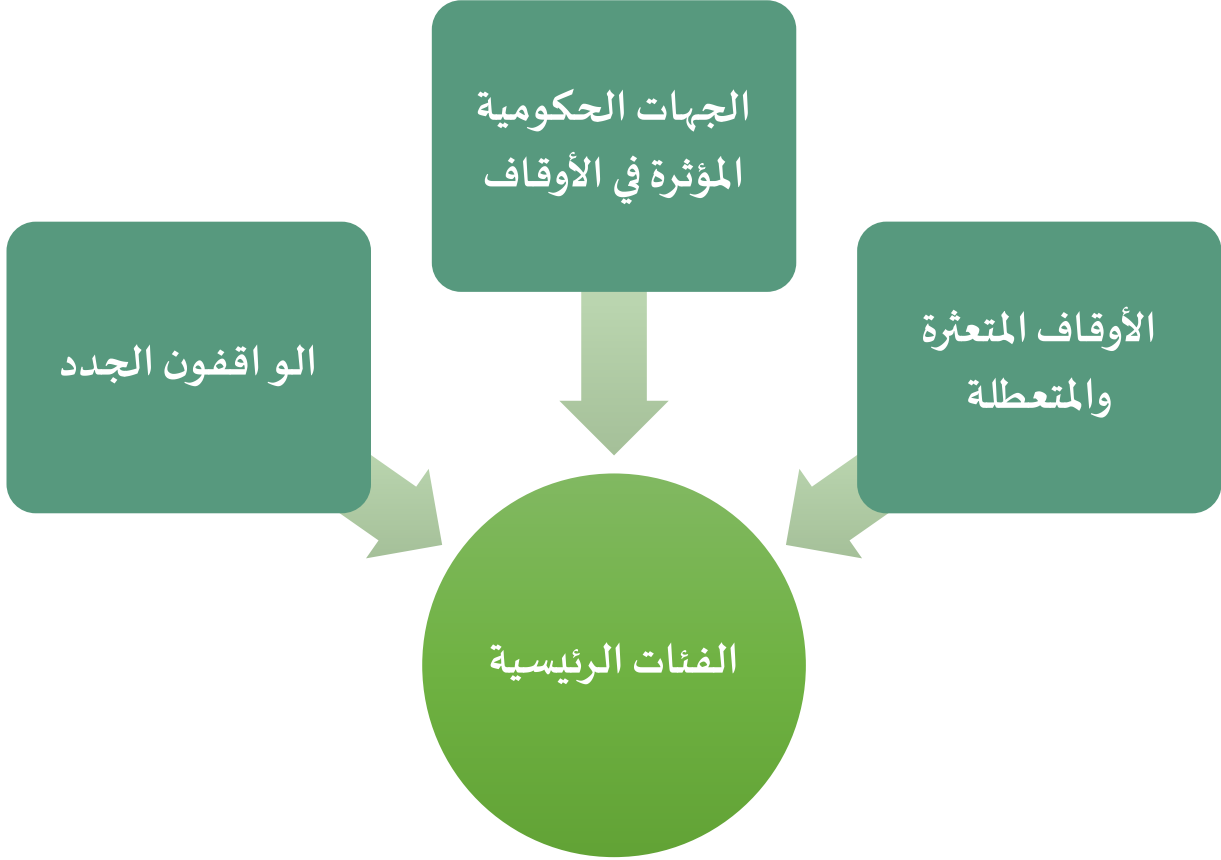 الجهات الحكومية
المؤثرة في الأوقاف
الأوقاف المتعثرة
والمتعطلة
الو اقفون الجدد
الفئات الرئيسية